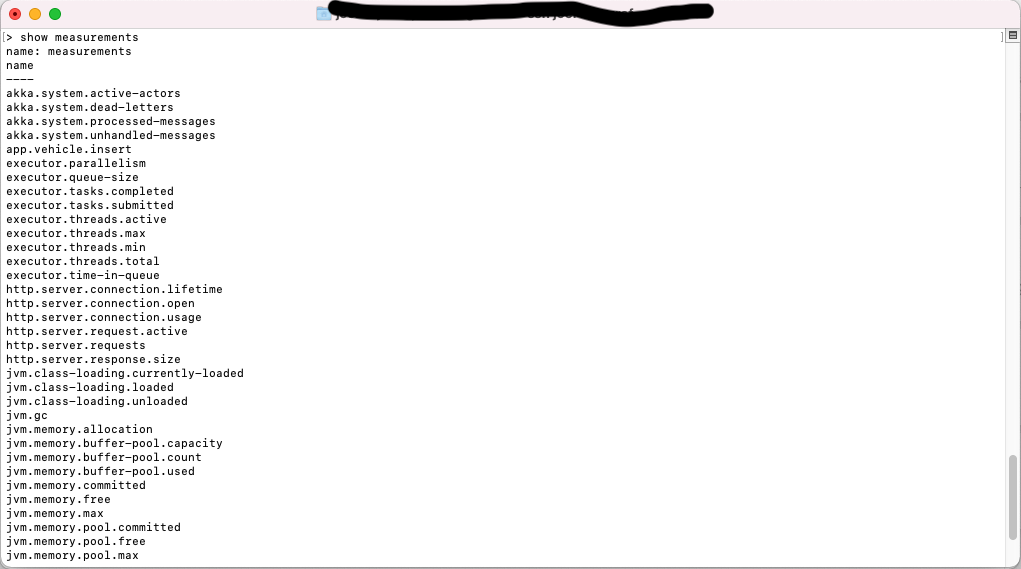 [> show measurements ]
name: measurements
name
----
akka.system.active-actors
akka.system.dead-letters
akka.system.processed-messages
akka.system.unhandled-messages
app.vehicle.insert
executor.parallelism
executor.queue-size
executor.tasks.completed
executor.tasks.submitted
executor.threads.active
executor.threads.max
executor.threads.min
executor.threads.total
executor.time-in-queue
http.server.connection.lifetime
http.server.connection.open
http.server.connection.usage
http.server.request.active
http.server.requests
http.server.response.size
jvm.class-loading.currently-loaded
jvm.class-loading.loaded
jvm.class-loading.unloaded
jvm.gc
jvm.memory.allocation
jvm.memory.buffer-pool.capacity
jvm.memory.buffer-pool.count
jvm.memory.buffer-pool.used
jvm.memory.committed
jvm.memory.free
jvm.memory.max
jvm.memory.pool.committed
jvm.memory.pool.free
jvm.memory.pool.max